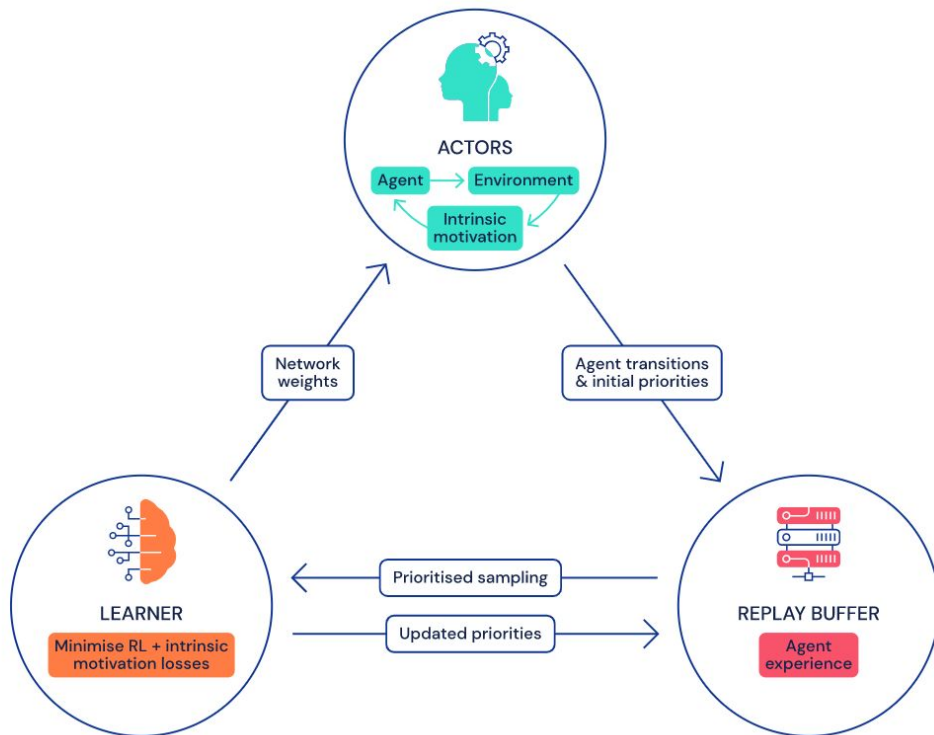 ACTORS
Agent
Environment
Intrinsic
motivation
Network
weights
Agent transitions
& initial priorities
Prioritised sampling
Updated priorities
LEARNER
Minimise RL + intrinsic
motivation losses
REPLAY BUFFER
Agent
experience